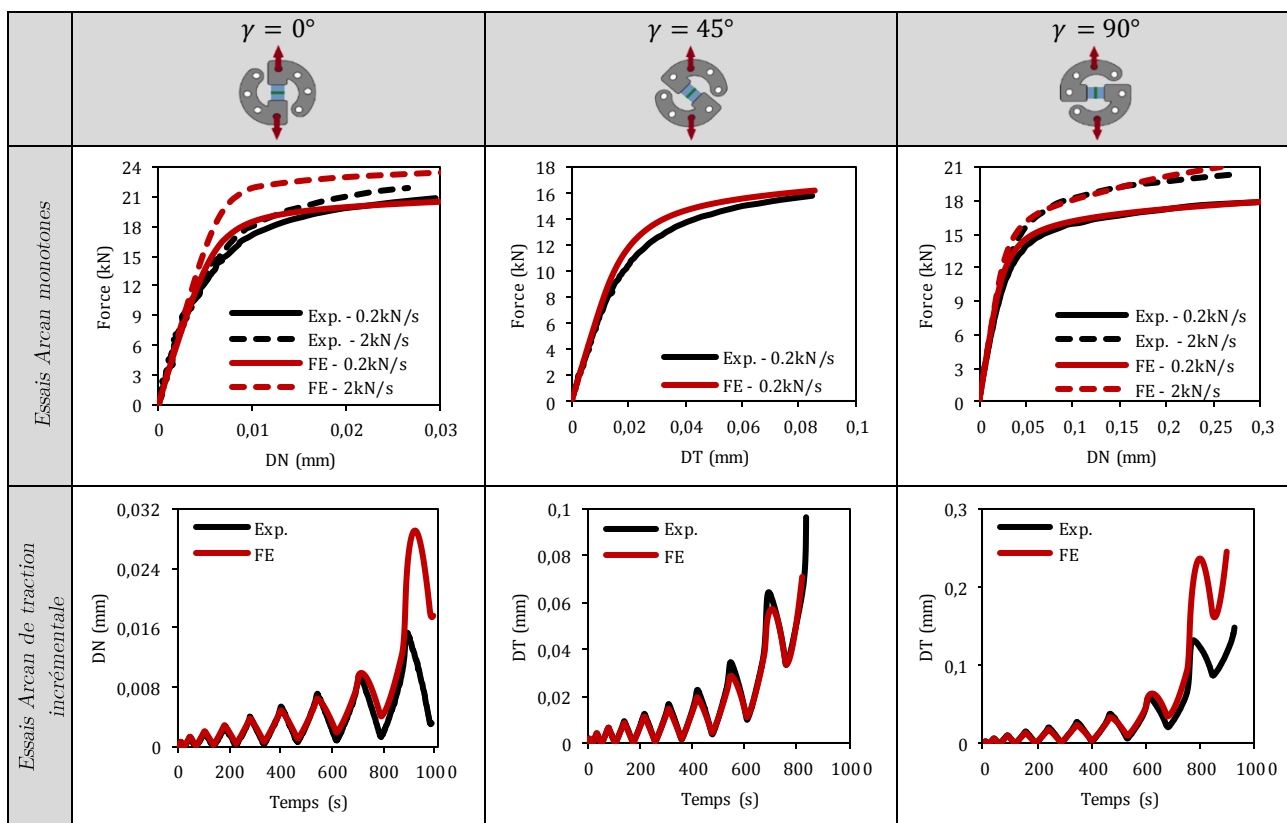 γ = 0°
γ = 45°
γ = 90°
Essais Arcan monotones
24
21
18
15
12
9
6
3
0
Force (kN)
Exp. - 0.2kN/s
Exp. - 2kN/s
FE - 0.2kN/s
FE - 2kN/s
0
0,01
0,02
0,03
DN (mm)
18
16
14
12
10
8
6
4
2
0
Force (kN)
Exp. - 0.2kN/s
FE - 0.2kN/s
0
0,02
0,04
0,06
0,08
0,1
DT (mm)
21
18
15
12
9
6
3
0
Force (kN)
Exp. - 0.2kN/s
Exp. - 2kN/s
FE - 0.2kN/s
FE - 2kN/s
0
0,05
0,1
0,15
0,2
0,25
0,3
DN (mm)
Essais Arcan de traction
incrémentale
0,032
0,024
0,016
0,008
0
DN (mm)
Exp.
FE
0
200
400
600
800
1000
Temps (s)
0,1
0,08
0,06
0,04
0,02
0
DT (mm)
Exp.
FE
0
200
400
600
800
1000
Temps (s)
0,3
0,2
0,1
0
DT (mm)
Exp.
FE
0
200
400
600
800
1000
Temps (s)